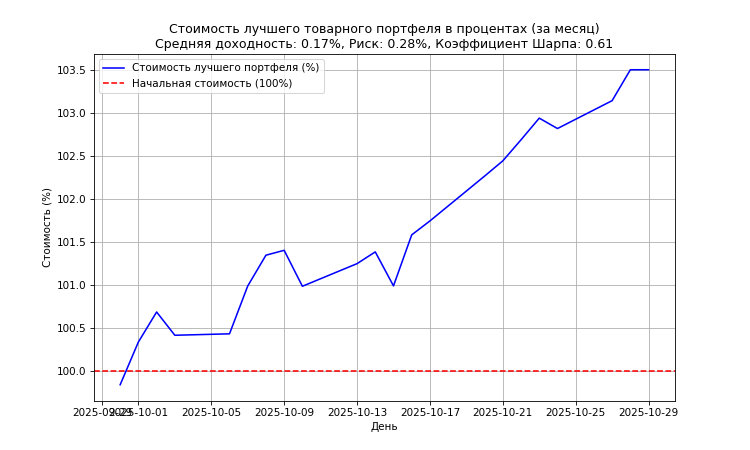 Стоимость лучшего товарного портфеля в процентах (за месяц)
Средняя доходность: 0.17%, Риск: 0.28%, Коэффициент Шарпа: 0.61
Стоимость лучшего портфеля (%)
Начальная стоимость (100%)
Стоимость (%)
103.5
103.0
102.5
102.0
101.5
101.0
100.5
100.0
2025-09-29 2025-10-01 2025-10-05 2025-10-09 2025-10-13 2025-10-17 2025-10-21 2025-10-25 2025-10-29
День